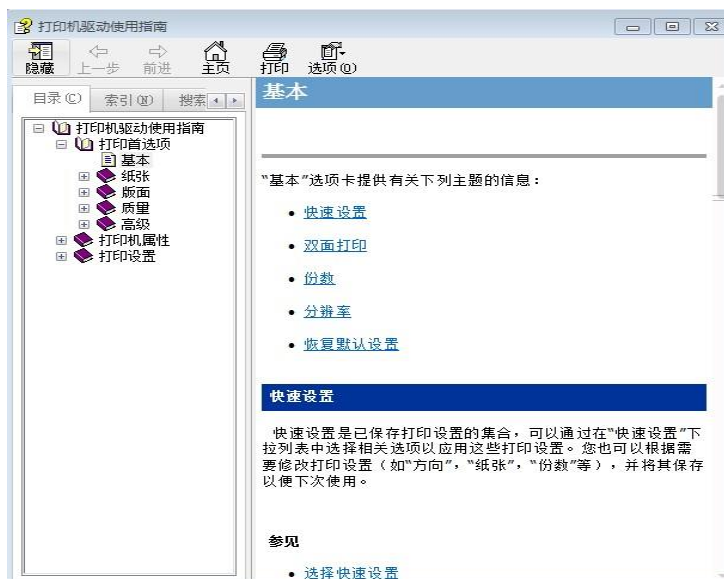 打印机驱动使用指南
隐藏 上一步 前进 主页 打印 选项(O)
目录(C) 索引(N) 搜索
打印机驱动使用指南
打印首选项
基本
纸张
版面
质量
高级
打印机属性
打印设置
基本
“基本”选项卡提供有关下列主题的信息：
• 快速设置
• 双面打印
• 份数
• 分辨率
• 恢复默认设置
快速设置
快速设置是已保存打印设置的集合，可以通过在“快速设置”下
拉列表中选择相关选项以应用这些打印设置。您也可以根据需
要修改打印设置（如“方向”，“纸张”，“份数”等），并将其保存
以便下次使用。
参见
• 选择快速设置